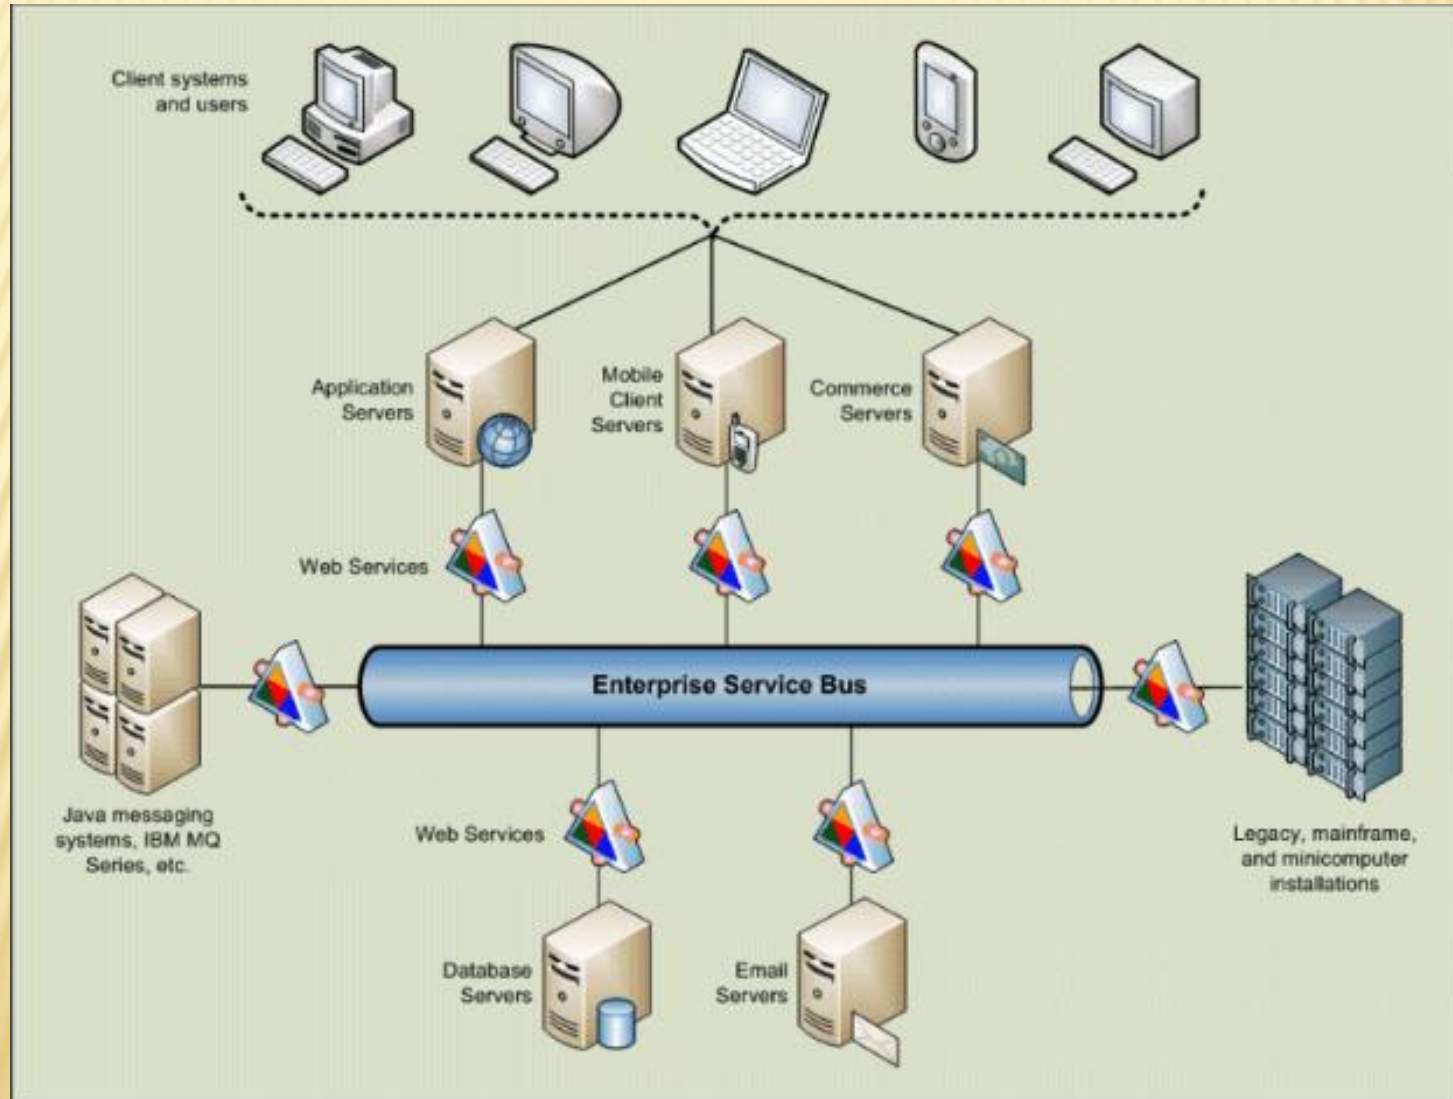 Client systems
and users
Application
Servers
Mobile
Client
Servers
Commerce
Servers
Web Services
Enterprise Service Bus
Java messaging
systems, IBM MQ
Series, etc.
Web Services
Legacy, mainframe,
and minicomputer
installations
Database
Servers
Email
Servers